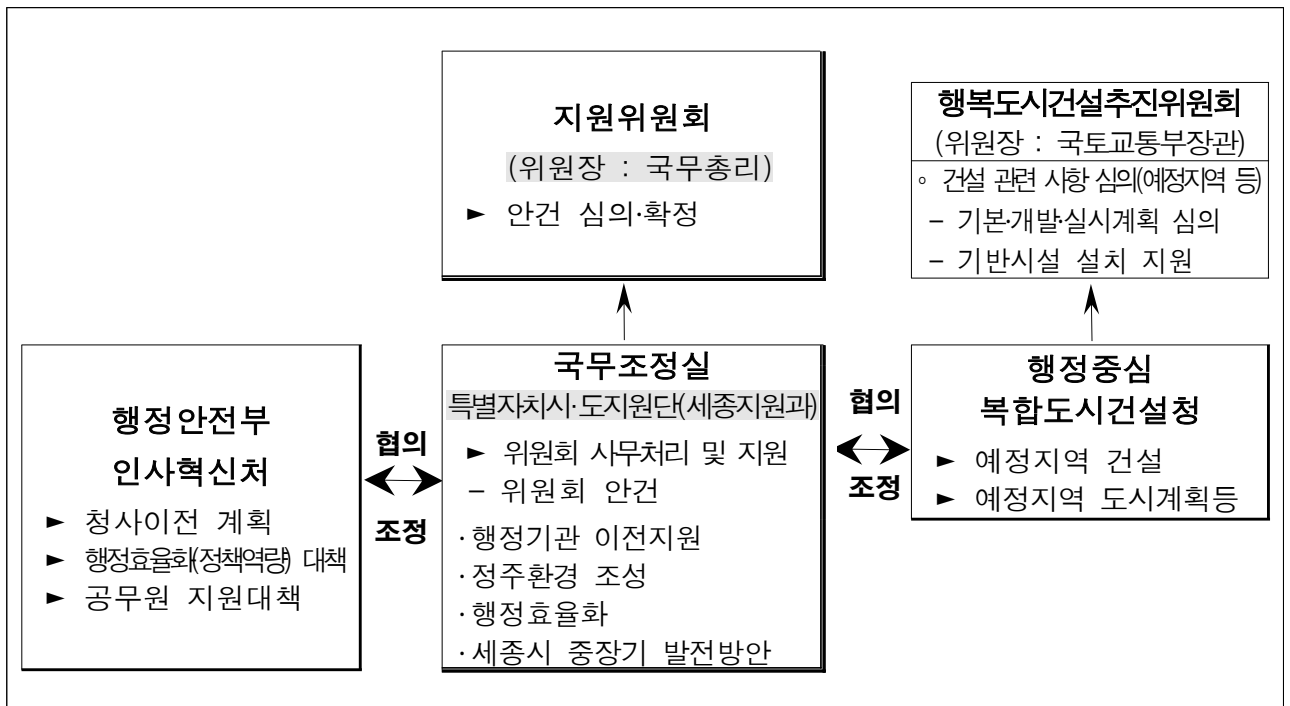 지원위원회
(위원장 : 국무총리)
► 안건 심의·확정
행복도시건설추진위원회
(위원장 : 국토교통부장관)
◦ 건설 관련 사항 심의(예정지역 등)
– 기본·개발·실시계획 심의
– 기반시설 설치 지원
행정안전부
인사혁신처
► 청사이전 계획
► 행정효율화(정책역량) 대책
► 공무원 지원대책
협의
조정
국무조정실
특별자치시·도지원단(세종지원과)
► 위원회 사무처리 및 지원
– 위원회 안건
·행정기관 이전지원
·정주환경 조성
·행정효율화
·세종시 중장기 발전방안
협의
조정
행정중심
복합도시건설청
► 예정지역 건설
► 예정지역 도시계획등